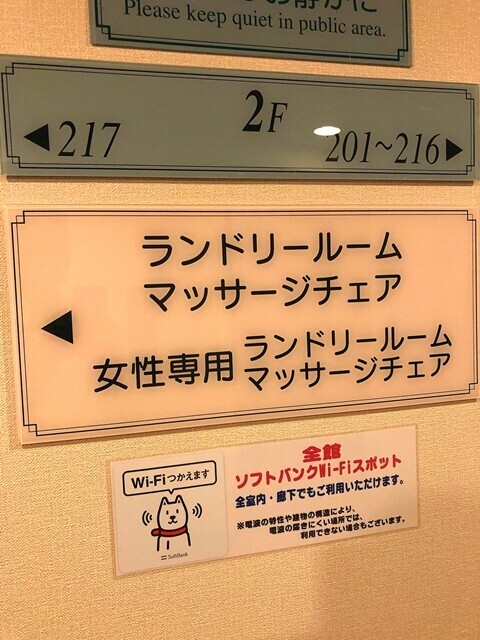 お静かに
Please keep quiet in public area.
2F
◀217
201~216▶
ランドリールーム
マッサージチェア
◀
女性専用 ランドリールーム
マッサージチェア
全館
ソフトバンクWi-Fiスポット
全室内・廊下でもご利用いただけます。
※電波の特性や建物の構造により、
電波の届きにくい場所では、
利用できない場合もございます。
Wi-Fiつかえます
SoftBank